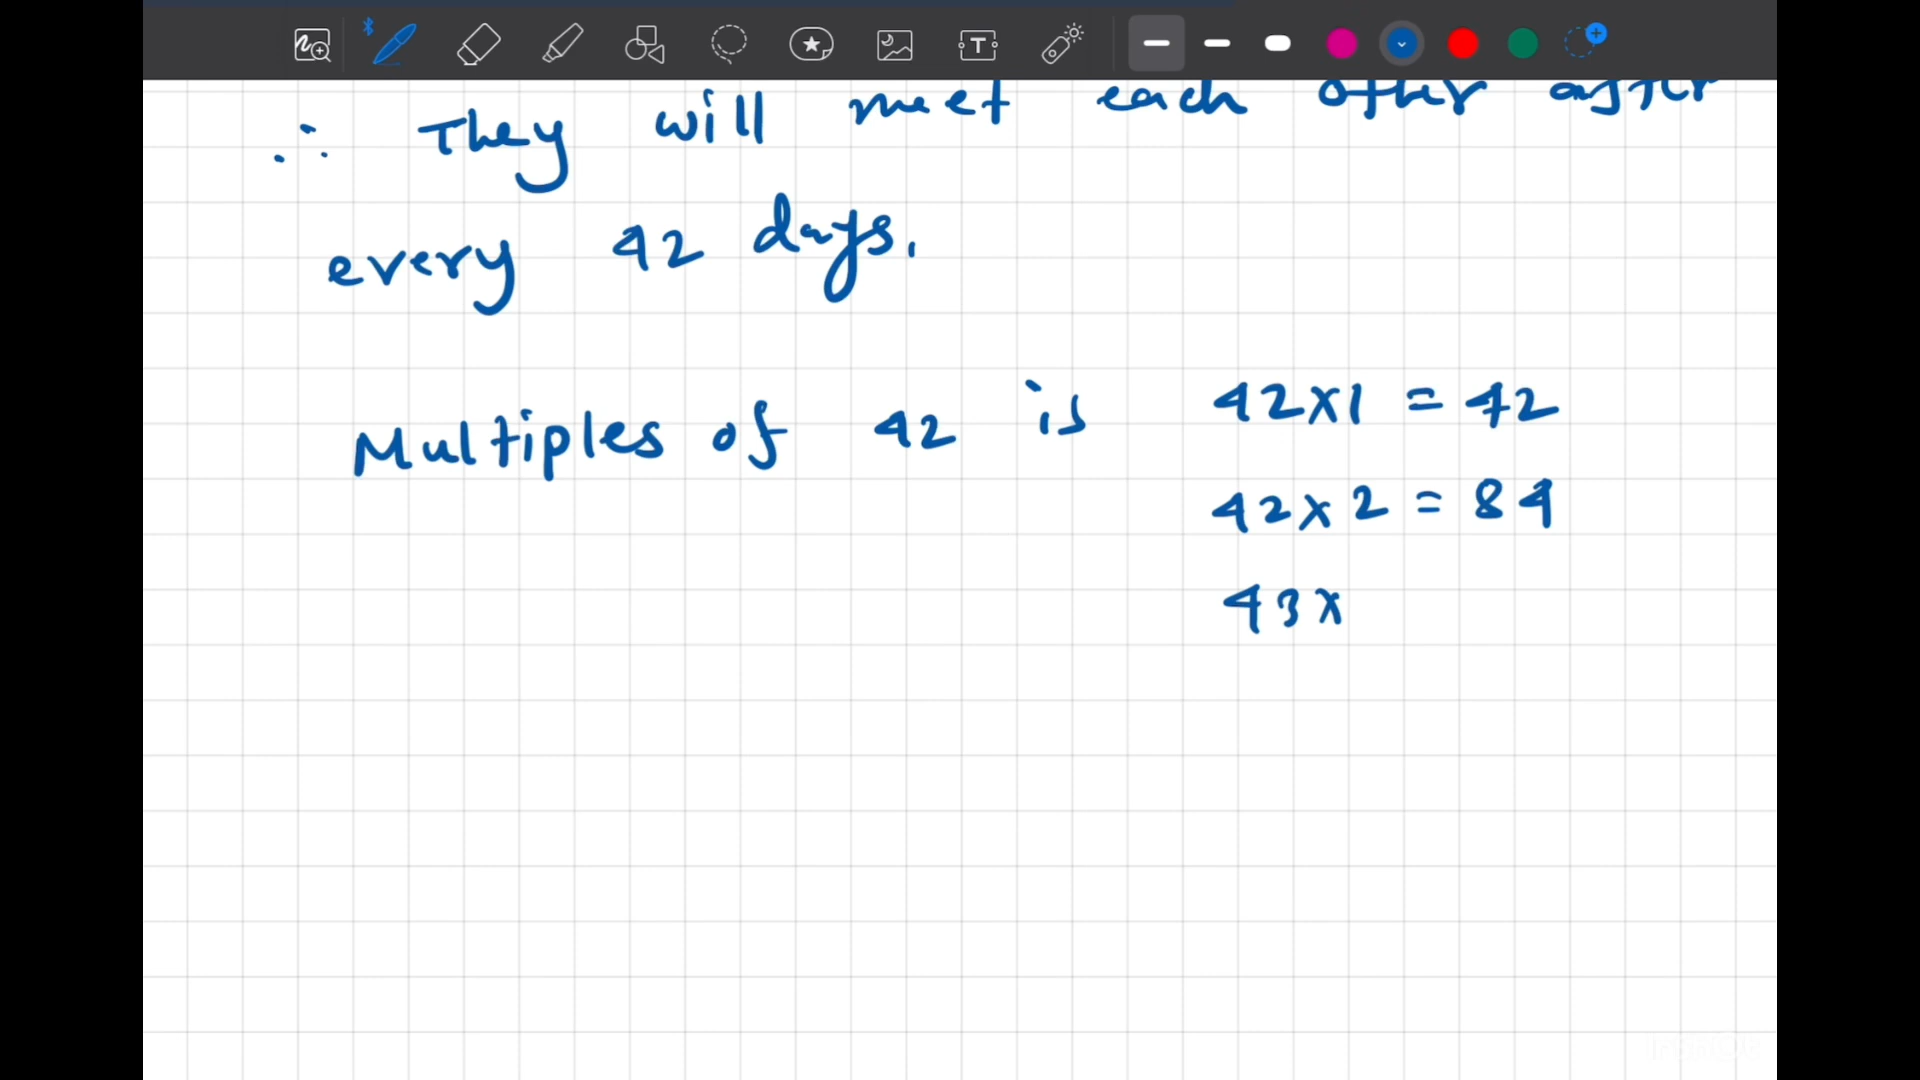 ∴ They will meet each other after
every 42 days.
Multiples of 42 is 42x1 = 42
42x2 = 84
43x